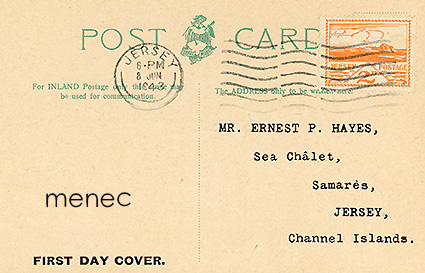 POST CARD
JERSEY
6-PM
8 JUN
1943
JERSEY POSTAGE
2D
For INLAND Postage only this space may
be used for communication.
The ADDRESS only to be written here.
MR. ERNEST P. HAYES,
Sea Châlet,
Samarès,
JERSEY,
Channel Islands.
menec
FIRST DAY COVER.